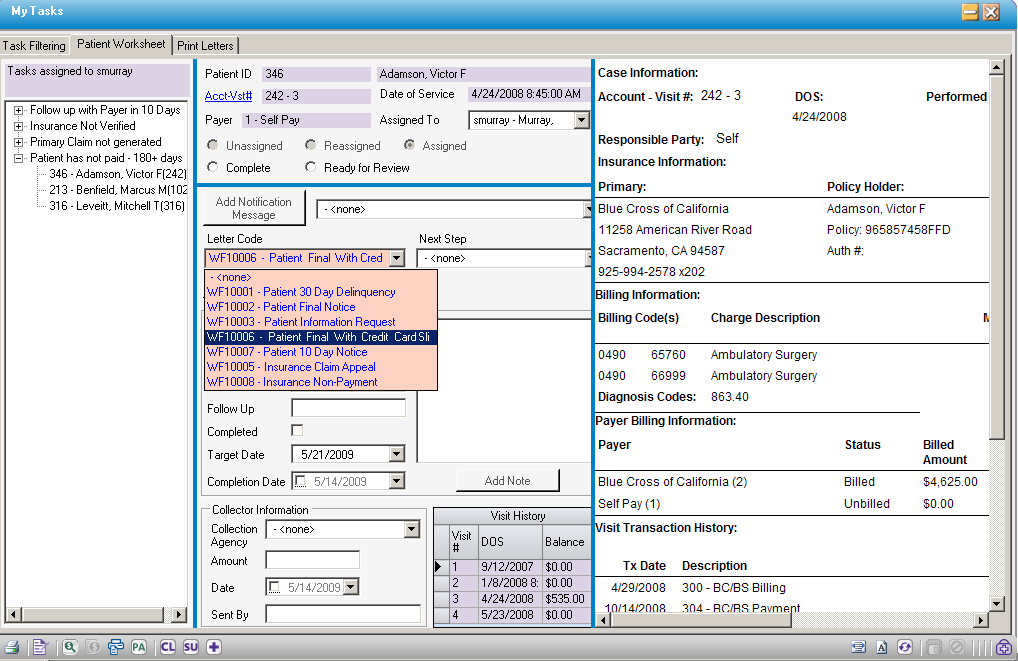 My Tasks
Task Filtering
Patient Worksheet
Print Letters
Tasks assigned to smurray
Follow up with Payer in 10 Days
Insurance Not Verified
Primary Claim not generated
Patient has not paid - 180+ days
346 - Adamson, Victor F(242)
213 - Benfield, Marcus M(102
316 - Leveitt, Mitchell T(316)
Patient ID 346 Adamson, Victor F
Acct-Vst# 242 - 3 Date of Service 4/24/2008 8:45:00 AM
Payer 1 - Self Pay Assigned To smurray - Murray,
Unassigned Reassigned Assigned
Complete Ready for Review
Add Notification
Message
- <none>
Letter Code Next Step
WF10006 - Patient Final With Cred - <none>
- <none>
WF10001 - Patient 30 Day Delinquency
WF10002 - Patient Final Notice
WF10003 - Patient Information Request
WF10006 - Patient Final With Credit Card Sli
WF10007 - Patient 10 Day Notice
WF10005 - Insurance Claim Appeal
WF10008 - Insurance Non-Payment
Follow Up
Completed
Target Date 5/21/2009
Completion Date 5/14/2009
Add Note
Collector Information
Collection
Agency
- <none>
Amount
Date 5/14/2009
Sent By
Visit History
Visit
# DOS Balance
1 9/12/2007 $0.00
2 1/8/2008 8: $0.00
3 4/24/2008 $535.00
4 5/23/2008 $0.00
Case Information:
Account - Visit #: 242 - 3 DOS: Performed
4/24/2008
Responsible Party: Self
Insurance Information:
Primary: Policy Holder:
Blue Cross of California Adamson, Victor F
11258 American River Road Policy: 965857458FFD
Sacramento, CA 94587 Auth #:
925-994-2578 x202
Billing Information:
Billing Code(s) Charge Description
0490 65760 Ambulatory Surgery
0490 66999 Ambulatory Surgery
Diagnosis Codes: 863.40
Payer Billing Information:
Payer Status Billed
Amount
Blue Cross of California (2) Billed $4,625.00
Self Pay (1) Unbilled $0.00
Visit Transaction History:
Tx Date Description
4/29/2008 300 - BC/BS Billing
10/14/2008 304 - BC/BS Payment
PA CL SU
A